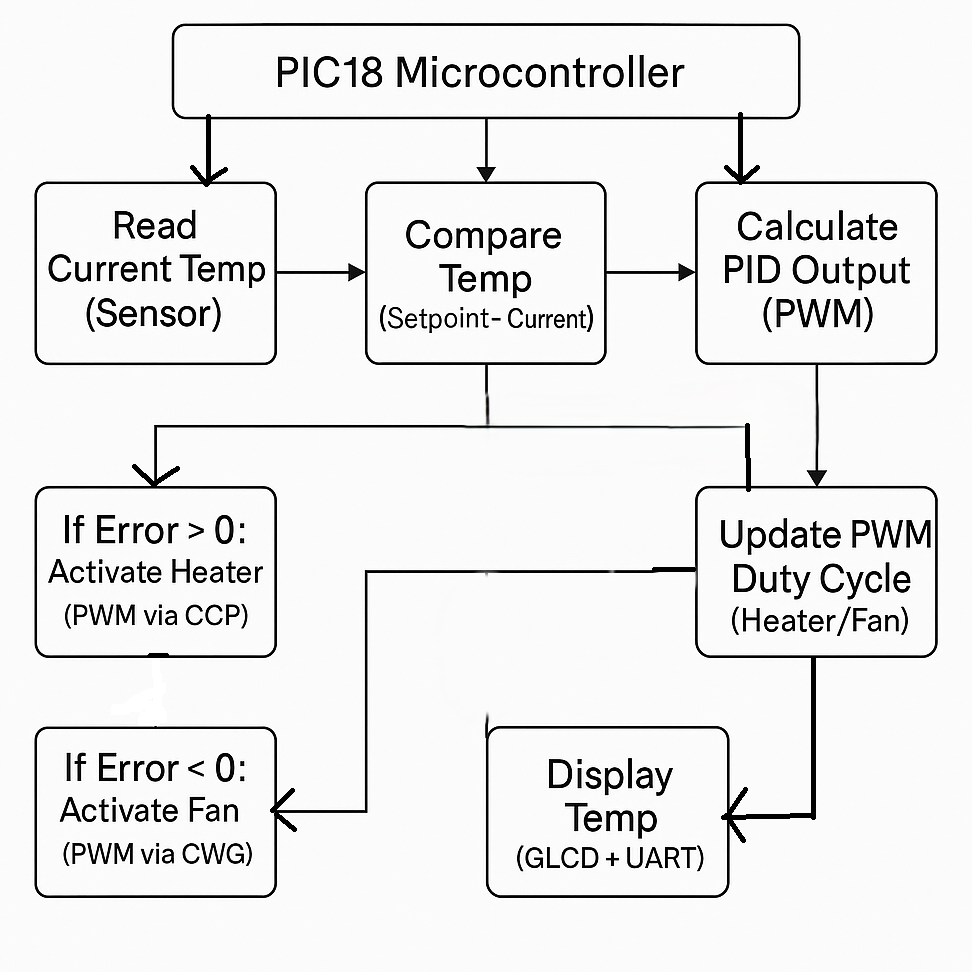 PIC18 Microcontroller
Read
Current Temp
(Sensor)
Compare
Temp
(Setpoint- Current)
Calculate
PID Output
(PWM)
If Error > 0:
Activate Heater
(PWM via CCP)
Update PWM
Duty Cycle
(Heater/Fan)
If Error < 0:
Activate Fan
(PWM via CWG)
Display
Temp
(GLCD + UART)